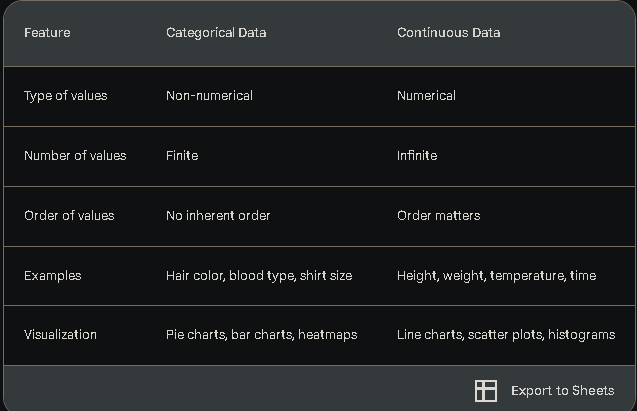 Feature Categorical Data Continuous Data
Type of values Non-numerical Numerical
Number of values Finite Infinite
Order of values No inherent order Order matters
Examples Hair color, blood type, shirt size Height, weight, temperature, time
Visualization Pie charts, bar charts, heatmaps Line charts, scatter plots, histograms
Export to Sheets